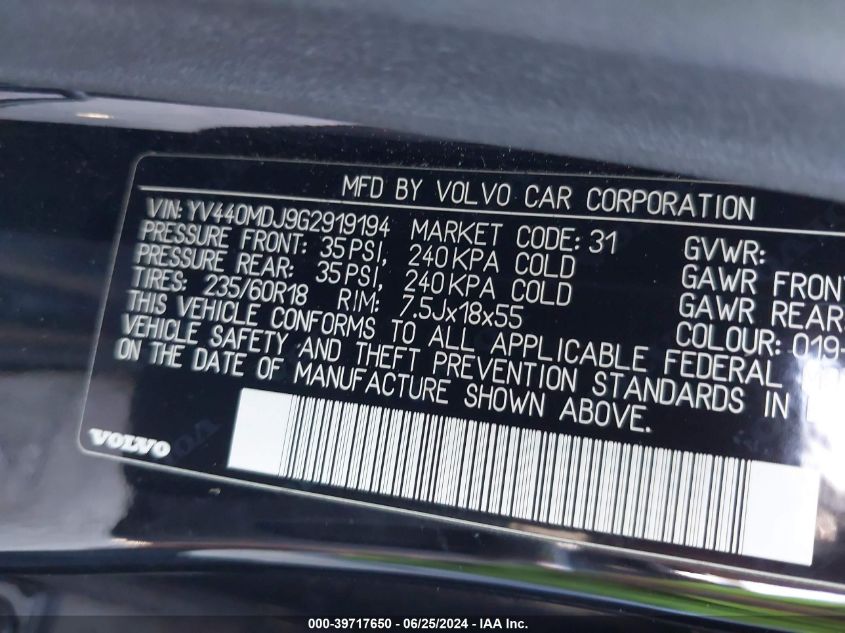 MFD BY VOLVO CAR CORPORATION
VIN: YV440MDJ9G2919194 MARKET CODE: 31 GVWR:
PRESSURE FRONT: 35PSI, 240KPA COLD GAWR FRONT
PRESSURE REAR: 35PSI, 240KPA COLD GAWR REAR:
TIRES: 235/60R18 RIM: 7.5Jx18x55 COLOUR: 019-
THIS VEHICLE CONFORMS TO ALL APPLICABLE FEDERAL
VEHICLE SAFETY AND THEFT PREVENTION STANDARDS IN
ON THE DATE OF MANUFACTURE SHOWN ABOVE.
VOLVO
000-39717650 - 06/25/2024 - IAA Inc.